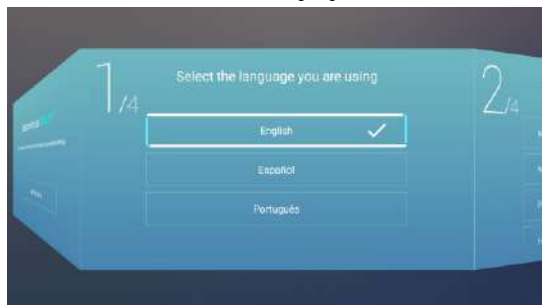 1/4
Select the language you are using
English
Español
Português
2/4